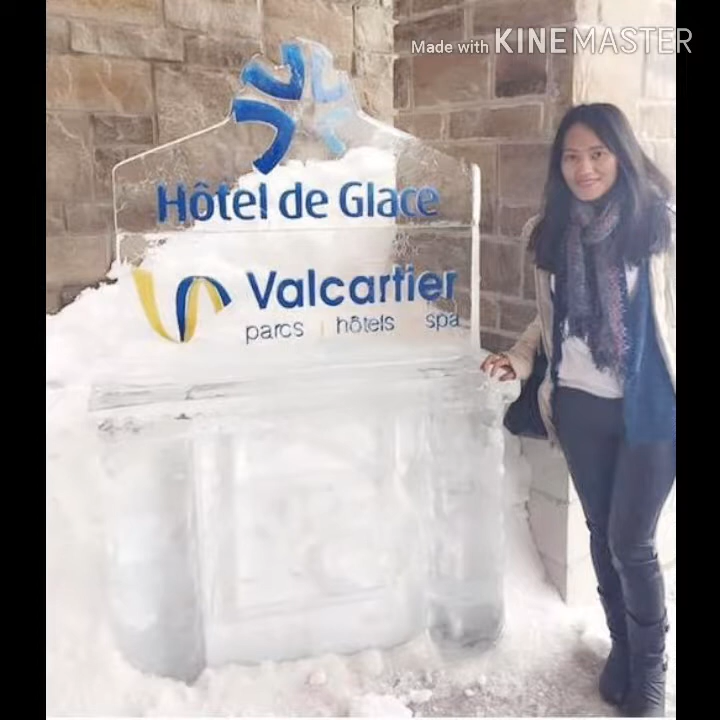 Made with KINEMASTER
Hôtel de Glace
Valcartier
parcs | hôtels spa